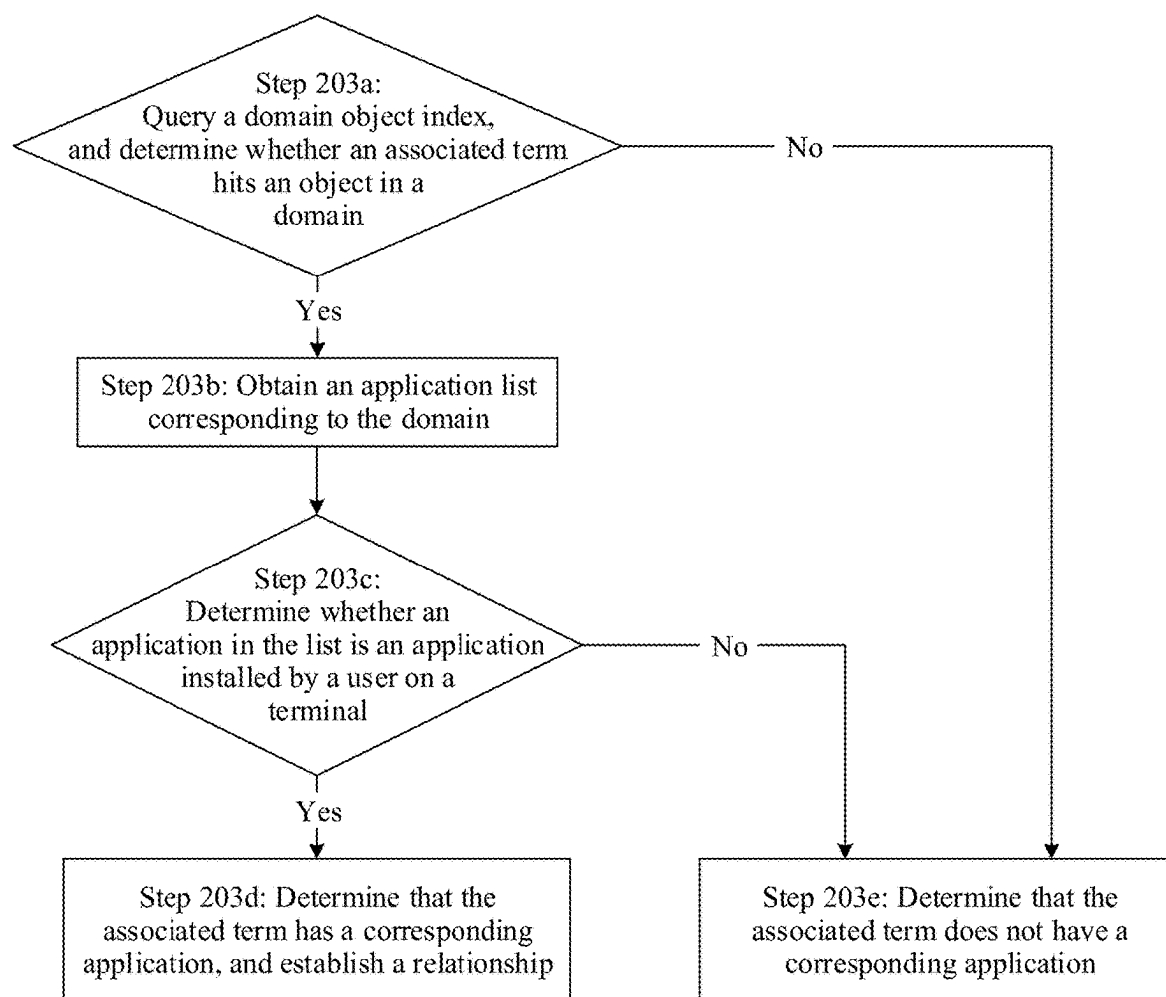 Step 203a:
Query a domain object index,
and determine whether an associated term
hits an object in a
domain
No
Yes
Step 203b: Obtain an application list
corresponding to the domain
Step 203c:
Determine whether an
application in the list is an application
installed by a user on a
terminal
No
Yes
Step 203d: Determine that the
associated term has a corresponding
application, and establish a relationship
Step 203e: Determine that the
associated term does not have a
corresponding application